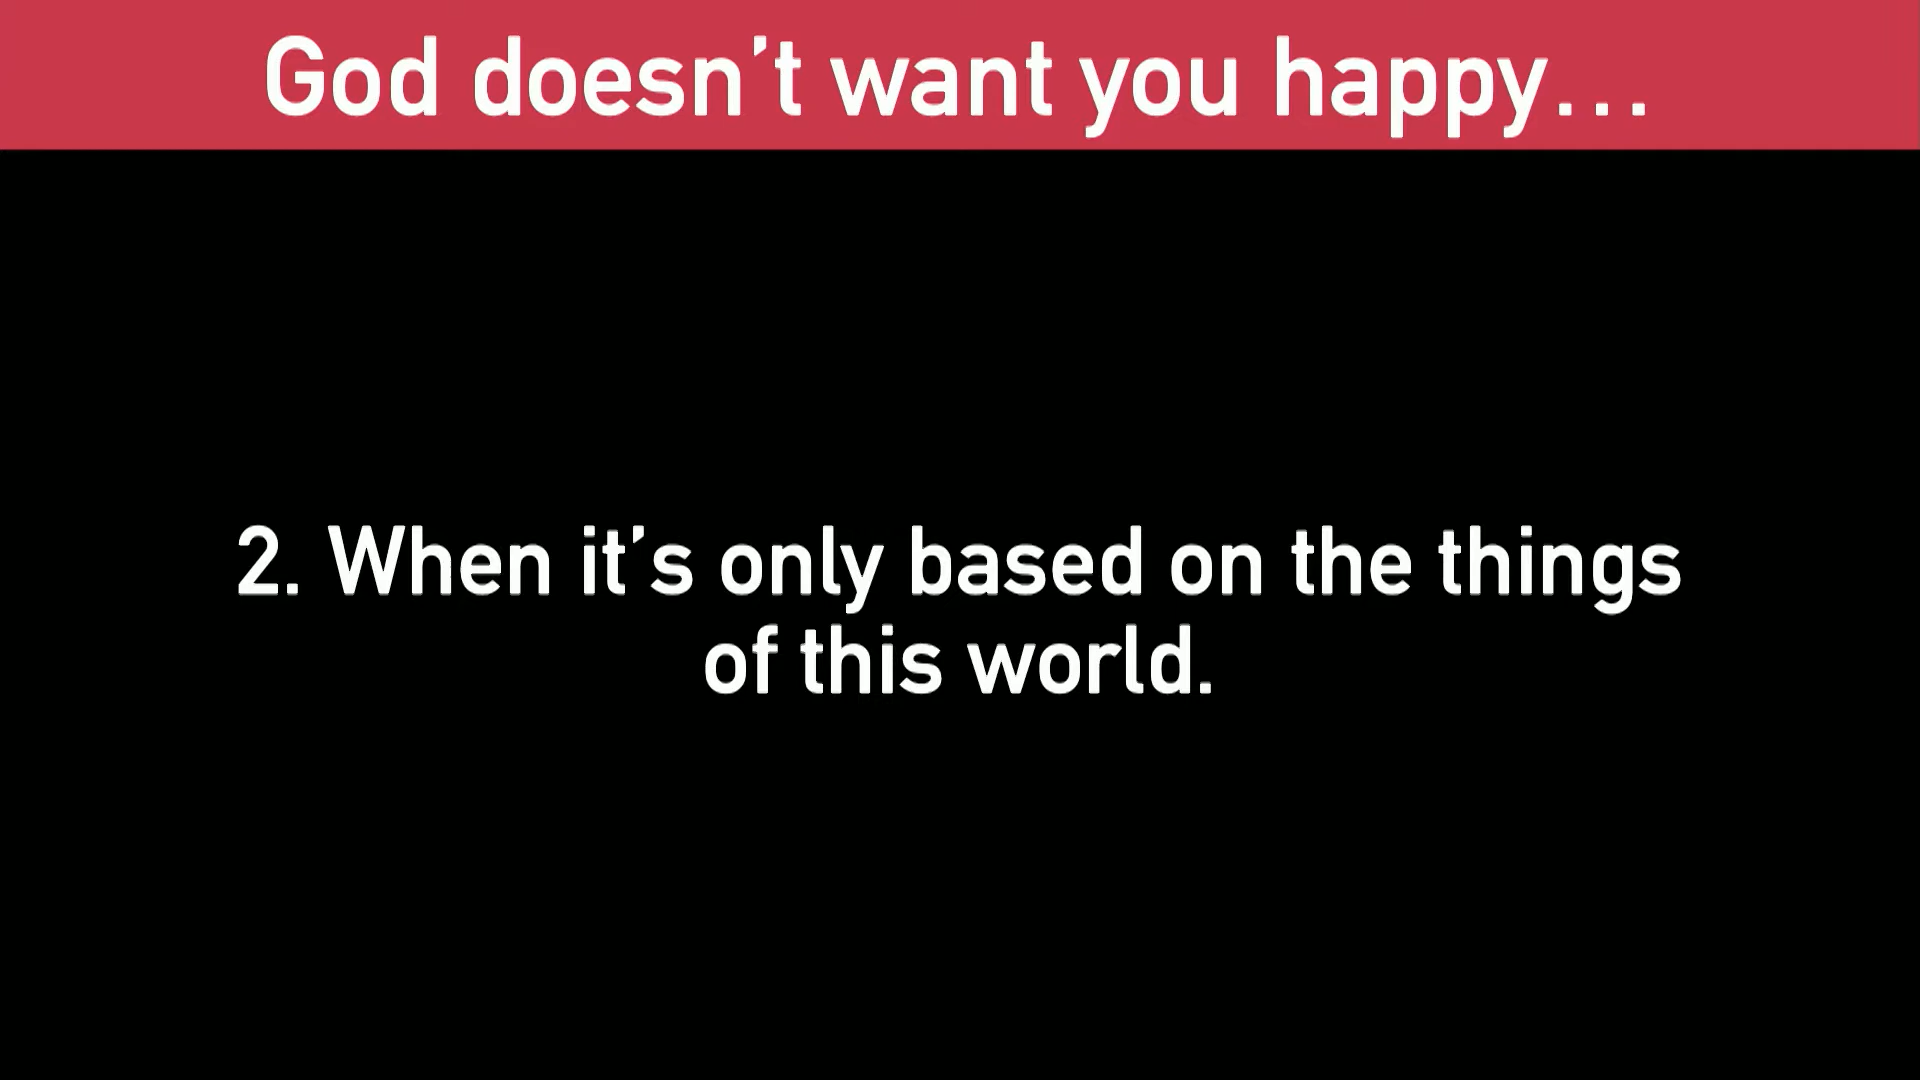 God doesn’t want you happy...
2. When it’s only based on the things
of this world.